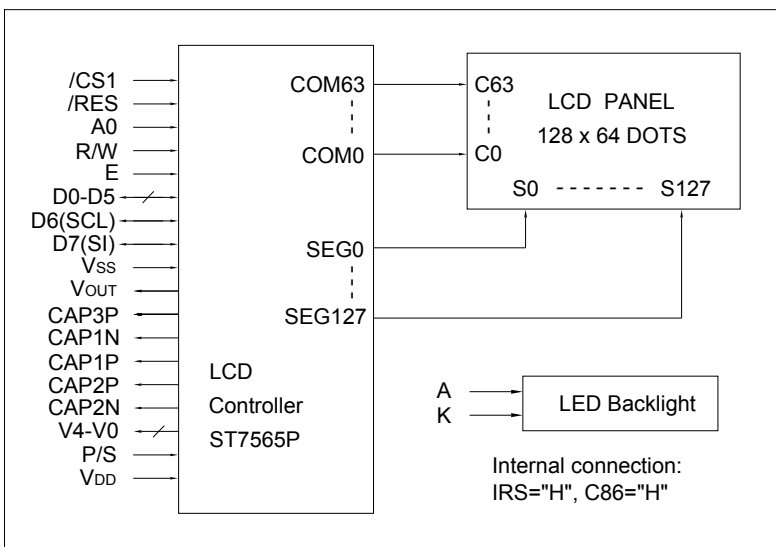 /CS1
/RES
A0
R/W
E
D0-D5
D6(SCL)
D7(SI)
VSS
VOUT
CAP3P
CAP1N
CAP1P
CAP2P
CAP2N
V4-V0
P/S
VDD
COM63
COM0
SEG0
SEG127
LCD
Controller
ST7565P
C63
C0
LCD PANEL
128 x 64 DOTS
S0 ------- S127
A
K
LED Backlight
Internal connection:
IRS="H", C86="H"